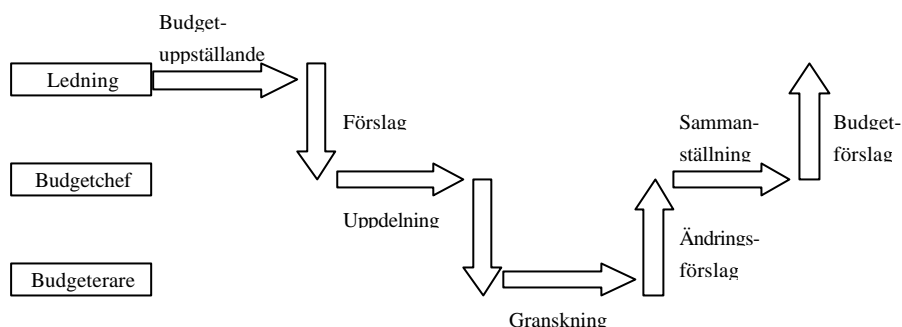 Budget-
uppställande
Ledning
Förslag
Samman-
ställning
Budget-
förslag
Budgetchef
Uppdelning
Ändrings-
förslag
Budgeterare
Granskning